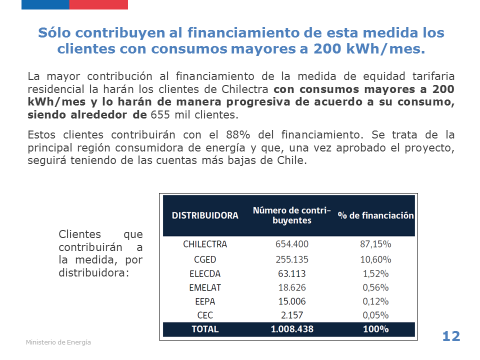 Sólo contribuyen al financiamiento de esta medida los
clientes con consumos mayores a 200 kWh/mes.
La mayor contribución al financiamiento de la medida de equidad tarifaria
residencial la harán los clientes de Chilectra con consumos mayores a 200
kWh/mes y lo harán de manera progresiva de acuerdo a su consumo,
siendo alrededor de 655 mil clientes.
Estos clientes contribuirán con el 88% del financiamiento. Se trata de la
principal región consumidora de energía y que, una vez aprobado el proyecto,
seguirá teniendo de las cuentas más bajas de Chile.
Clientes que
contribuirán a
la medida, por
distribuidora:
DISTRIBUIDORA Número de contri-
buyentes % de financiación
CHILECTRA 654.400 87,15%
CGED 255.135 10,60%
ELECDA 63.113 1,52%
EMELAT 18.626 0,56%
EEPA 15.006 0,12%
CEC 2.157 0,05%
TOTAL 1.008.438 100%
Ministerio de Energía
12